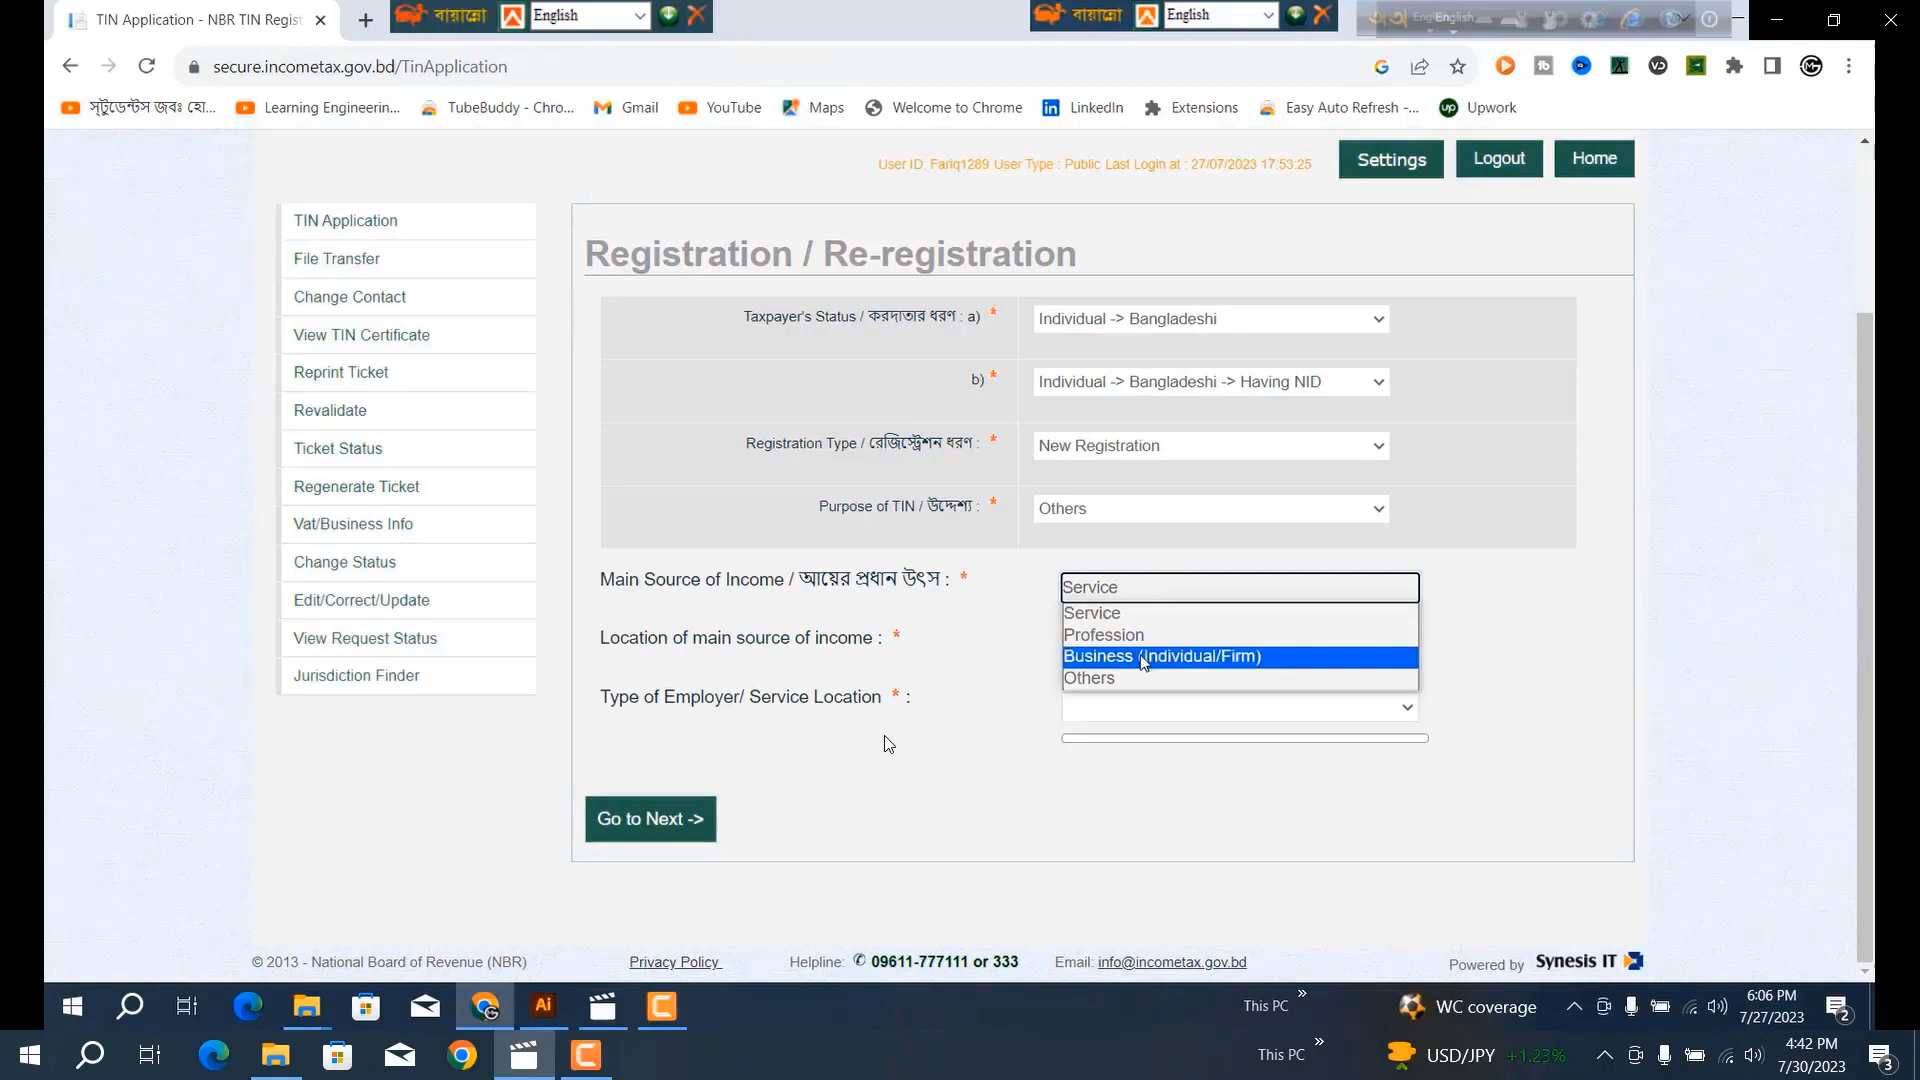 TIN Application - NBR TIN Regist
বায়ান্নো
English
বায়ান্নো
English
English
secure.incometax.gov.bd/TinApplication
স্টুডেন্টস জবঃ হো...
Learning Engineerin...
TubeBuddy - Chro...
Gmail
YouTube
Maps
Welcome to Chrome
LinkedIn
Extensions
Easy Auto Refresh -...
Upwork
User ID: Fariq1289 User Type : Public Last Login at : 27/07/2023 17:53:25
Settings
Logout
Home
TIN Application
File Transfer
Change Contact
View TIN Certificate
Reprint Ticket
Revalidate
Ticket Status
Regenerate Ticket
Vat/Business Info
Change Status
Edit/Correct/Update
View Request Status
Jurisdiction Finder
Registration / Re-registration
Taxpayer's Status / করদাতার ধরণ : a) *
Individual -> Bangladeshi
b) *
Individual -> Bangladeshi -> Having NID
Registration Type / রেজিস্ট্রেশন ধরণ : *
New Registration
Purpose of TIN / উদ্দেশ্য : *
Others
Main Source of Income / আয়ের প্রধান উৎস : *
Service
Service
Profession
Business (Individual/Firm)
Others
Location of main source of income : *
Type of Employer/ Service Location * :
Go to Next ->
© 2013 - National Board of Revenue (NBR)
Privacy Policy
Helpline: 09611-777111 or 333
Email: info@incometax.gov.bd
Powered by Synesis IT
This PC
WC coverage
6:06 PM
7/27/2023
2
This PC
USD/JPY +1.23%
4:42 PM
7/30/2023
3